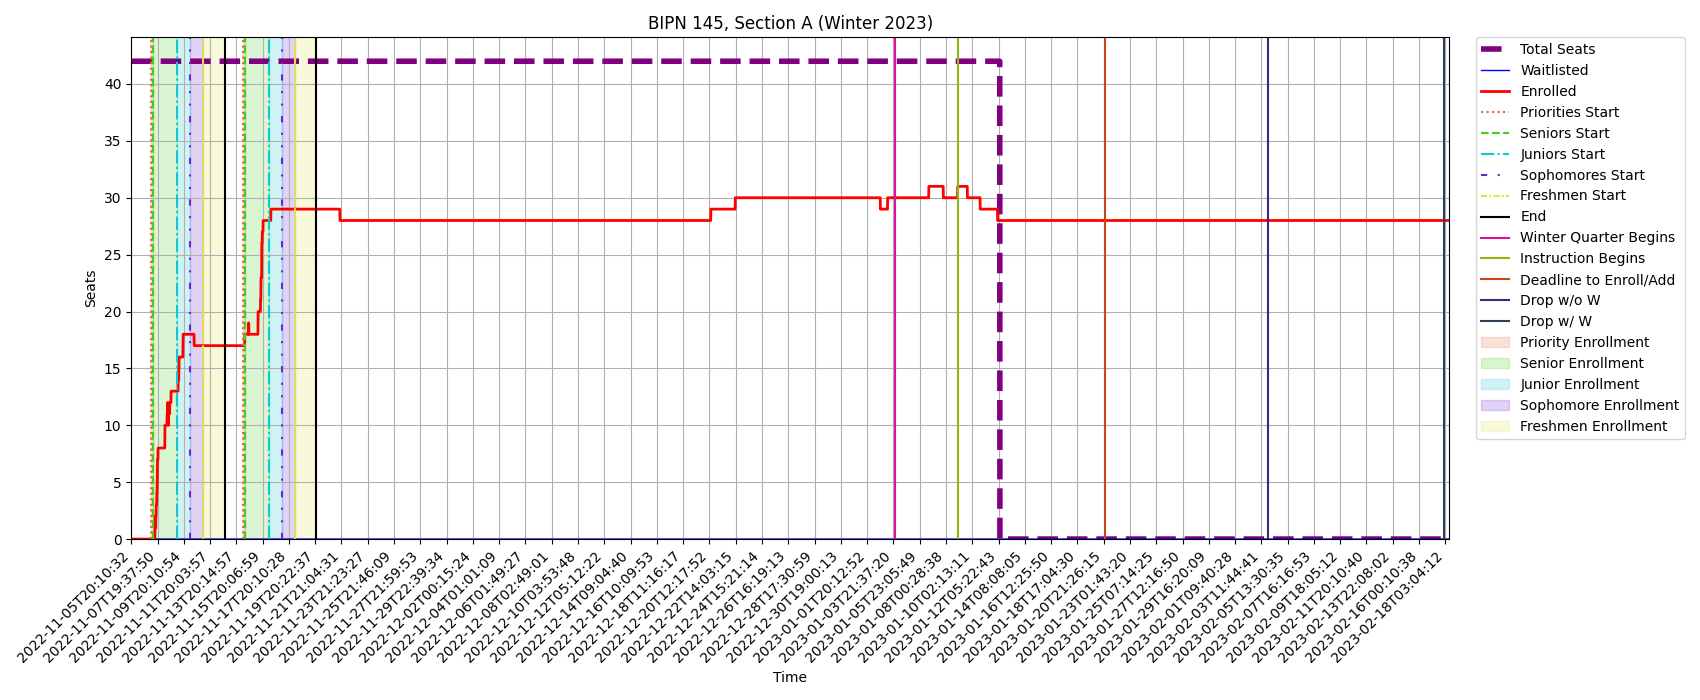 BIPN 145, Section A (Winter 2023)
Seats
40
35
30
25
20
15
10
5
0
2022-11-05T20:10:32
2022-11-07T19:37:50
2022-11-09T20:10:54
2022-11-11T20:03:57
2022-11-13T20:14:57
2022-11-15T20:06:59
2022-11-17T20:10:28
2022-11-19T20:22:37
2022-11-21T21:04:31
2022-11-23T21:23:27
2022-11-25T21:46:09
2022-11-27T21:59:53
2022-11-29T22:39:34
2022-12-02T00:15:24
2022-12-04T01:01:09
2022-12-06T01:49:27
2022-12-08T02:49:01
2022-12-10T03:53:48
2022-12-12T05:12:22
2022-12-14T09:04:40
2022-12-16T10:09:53
2022-12-18T11:16:17
2022-12-20T12:17:52
2022-12-22T14:03:15
2022-12-24T15:21:14
2022-12-26T16:19:13
2022-12-28T17:30:59
2022-12-30T19:00:13
2023-01-01T20:12:52
2023-01-03T21:37:20
2023-01-05T23:05:49
2023-01-08T00:28:38
2023-01-10T02:13:11
2023-01-12T05:22:43
2023-01-14T08:08:05
2023-01-16T12:25:50
2023-01-18T17:04:30
2023-01-20T21:26:15
2023-01-23T01:43:20
2023-01-25T07:14:25
2023-01-27T12:16:50
2023-01-29T16:20:09
2023-02-01T09:40:28
2023-02-03T11:44:41
2023-02-05T13:30:35
2023-02-07T16:16:53
2023-02-09T18:05:12
2023-02-11T20:10:40
2023-02-13T22:08:02
2023-02-16T00:10:38
2023-02-18T03:04:12
Time
Total Seats
Waitlisted
Enrolled
Priorities Start
Seniors Start
Juniors Start
Sophomores Start
Freshmen Start
End
Winter Quarter Begins
Instruction Begins
Deadline to Enroll/Add
Drop w/o W
Drop w/ W
Priority Enrollment
Senior Enrollment
Junior Enrollment
Sophomore Enrollment
Freshmen Enrollment